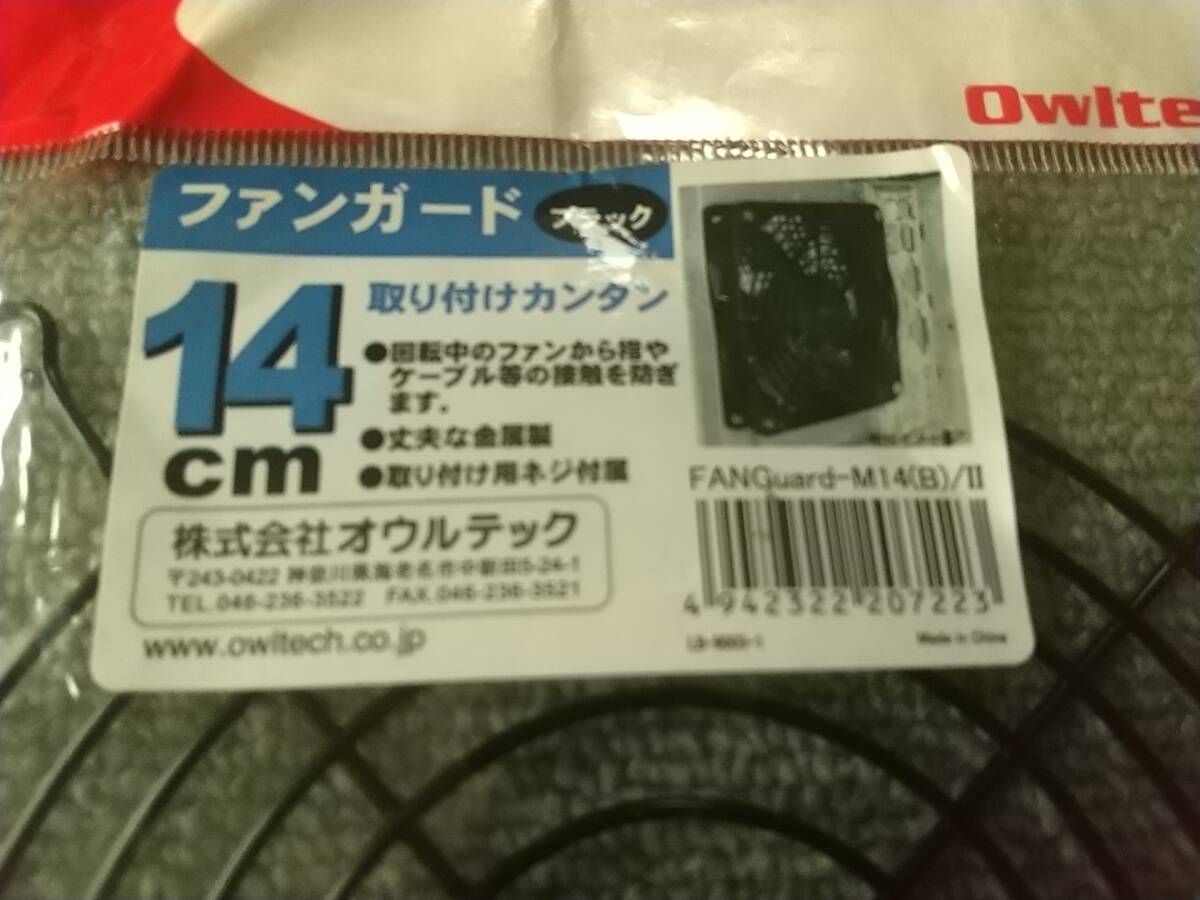 Owlte
ファンガード
ブラック
14
cm
取り付けカンタン
●回転中のファンから指や
ケーブル等の接触を防ぎ
ます。
●丈夫な金属製
●取り付け用ネジ付属
株式会社オウルテック
〒243-0422 神奈川県海老名市中新田5-24-1
TEL.046-236-3522 FAX.046-236-3521
www.owltech.co.jp
FANGuard-M14(B)/II
4 942322 207223
Made in China